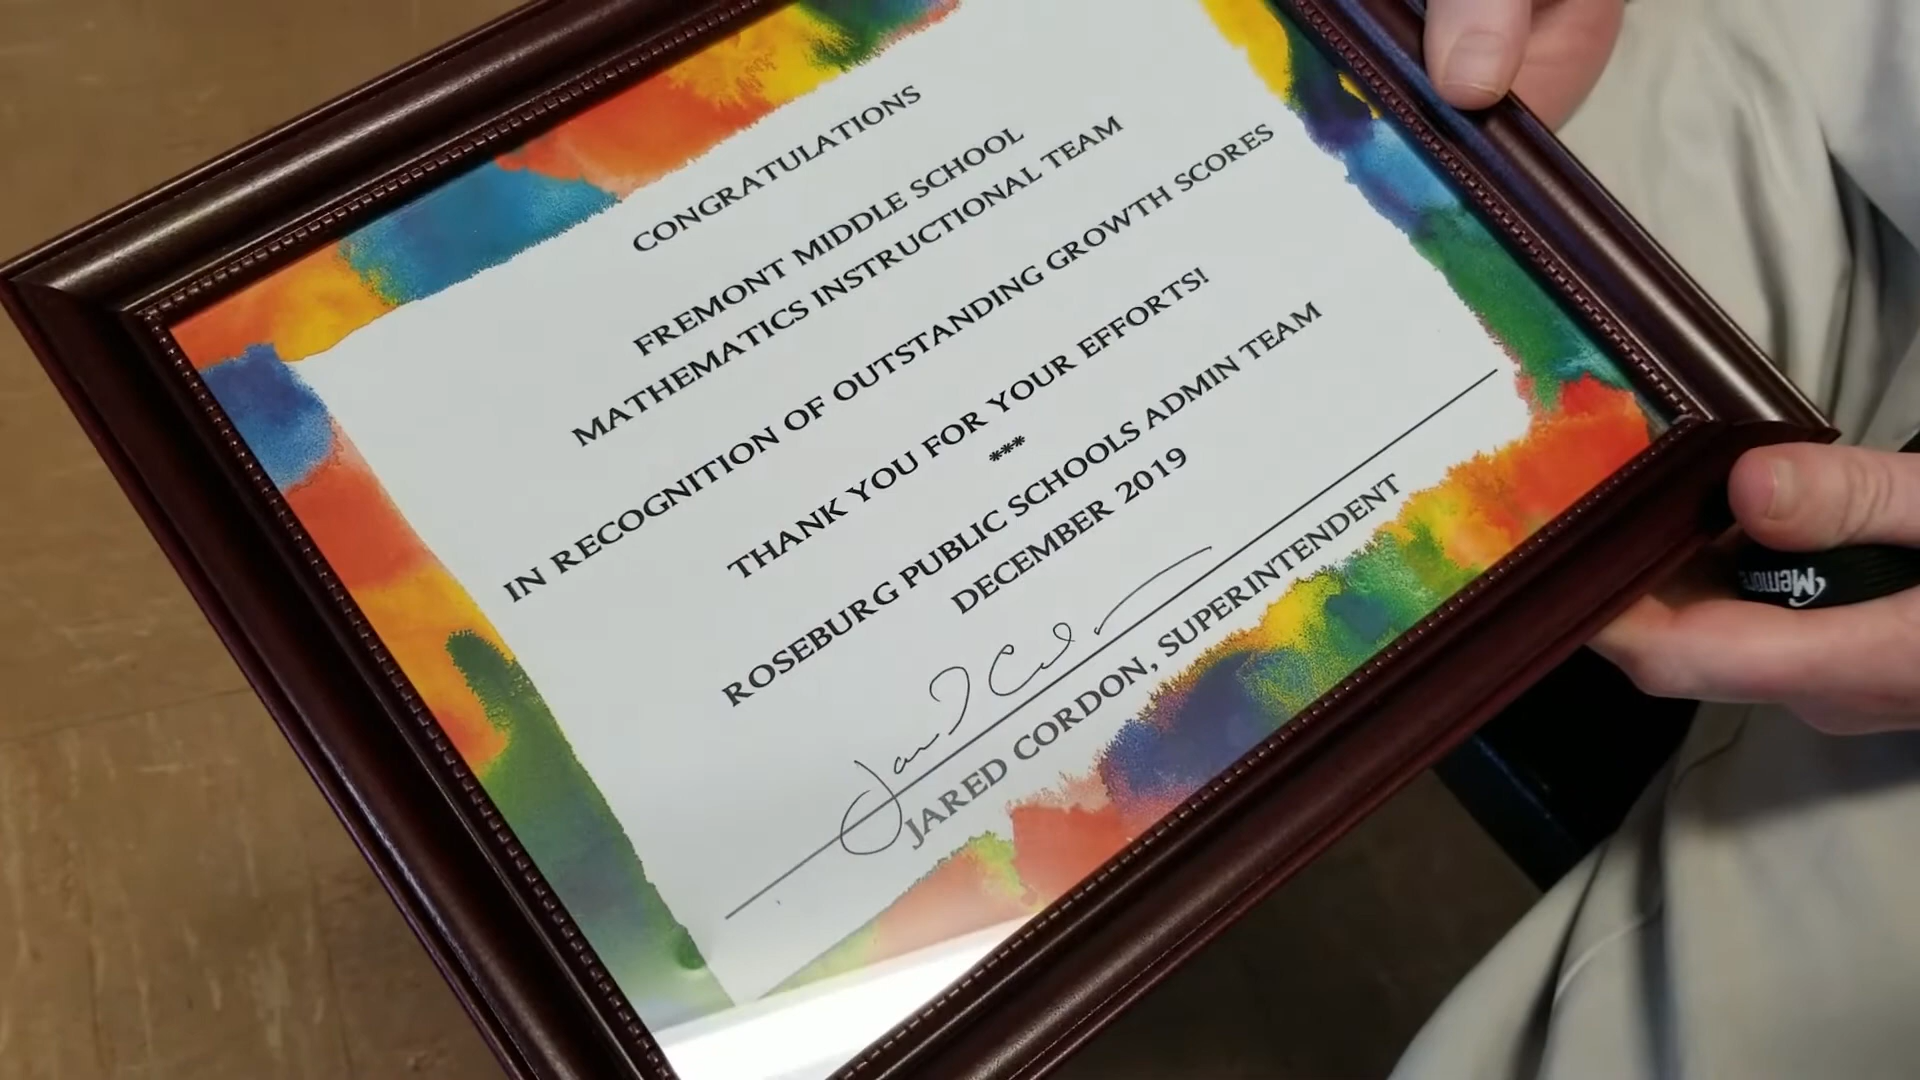 CONGRATULATIONS
FREMONT MIDDLE SCHOOL
MATHEMATICS INSTRUCTIONAL TEAM
IN RECOGNITION OF OUTSTANDING GROWTH SCORES
THANK YOU FOR YOUR EFFORTS!
***
ROSEBURG PUBLIC SCHOOLS ADMIN TEAM
DECEMBER 2019
JARED CORDON, SUPERINTENDENT